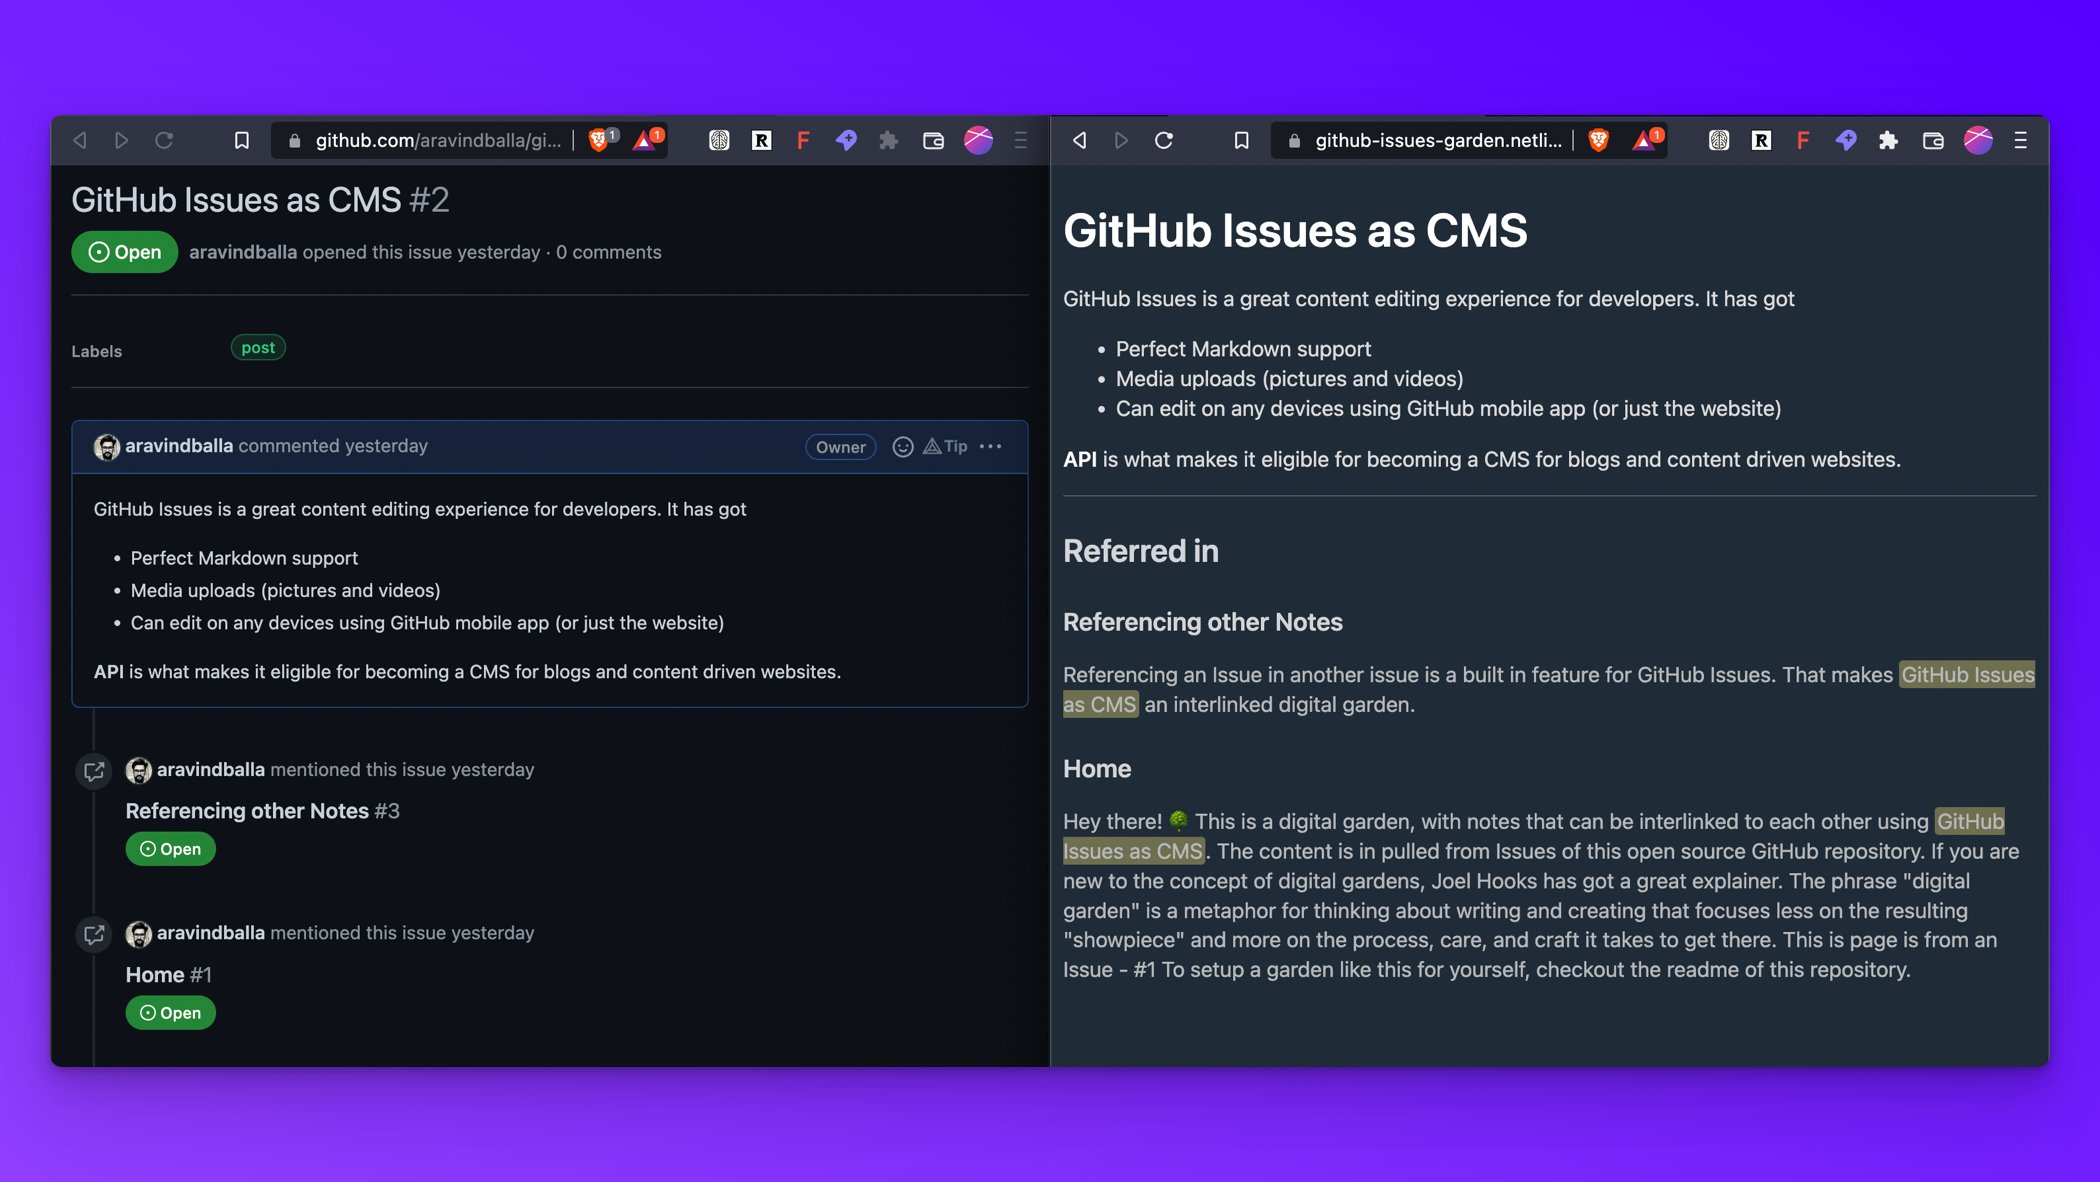 github.com/aravindballa/gi...
1
1
R
F
GitHub Issues as CMS #2
Open
aravindballa opened this issue yesterday · 0 comments
Labels
post
aravindballa commented yesterday
Owner
Tip
GitHub Issues is a great content editing experience for developers. It has got
• Perfect Markdown support
• Media uploads (pictures and videos)
• Can edit on any devices using GitHub mobile app (or just the website)
API is what makes it eligible for becoming a CMS for blogs and content driven websites.
aravindballa mentioned this issue yesterday
Referencing other Notes #3
Open
aravindballa mentioned this issue yesterday
Home #1
Open
github-issues-garden.netli...
1
R
F
GitHub Issues as CMS
GitHub Issues is a great content editing experience for developers. It has got
• Perfect Markdown support
• Media uploads (pictures and videos)
• Can edit on any devices using GitHub mobile app (or just the website)
API is what makes it eligible for becoming a CMS for blogs and content driven websites.
Referred in
Referencing other Notes
Referencing an Issue in another issue is a built in feature for GitHub Issues. That makes GitHub Issues
as CMS an interlinked digital garden.
Home
Hey there! 🌳 This is a digital garden, with notes that can be interlinked to each other using GitHub
Issues as CMS. The content is in pulled from Issues of this open source GitHub repository. If you are
new to the concept of digital gardens, Joel Hooks has got a great explainer. The phrase "digital
garden" is a metaphor for thinking about writing and creating that focuses less on the resulting
"showpiece" and more on the process, care, and craft it takes to get there. This is page is from an
Issue - #1 To setup a garden like this for yourself, checkout the readme of this repository.